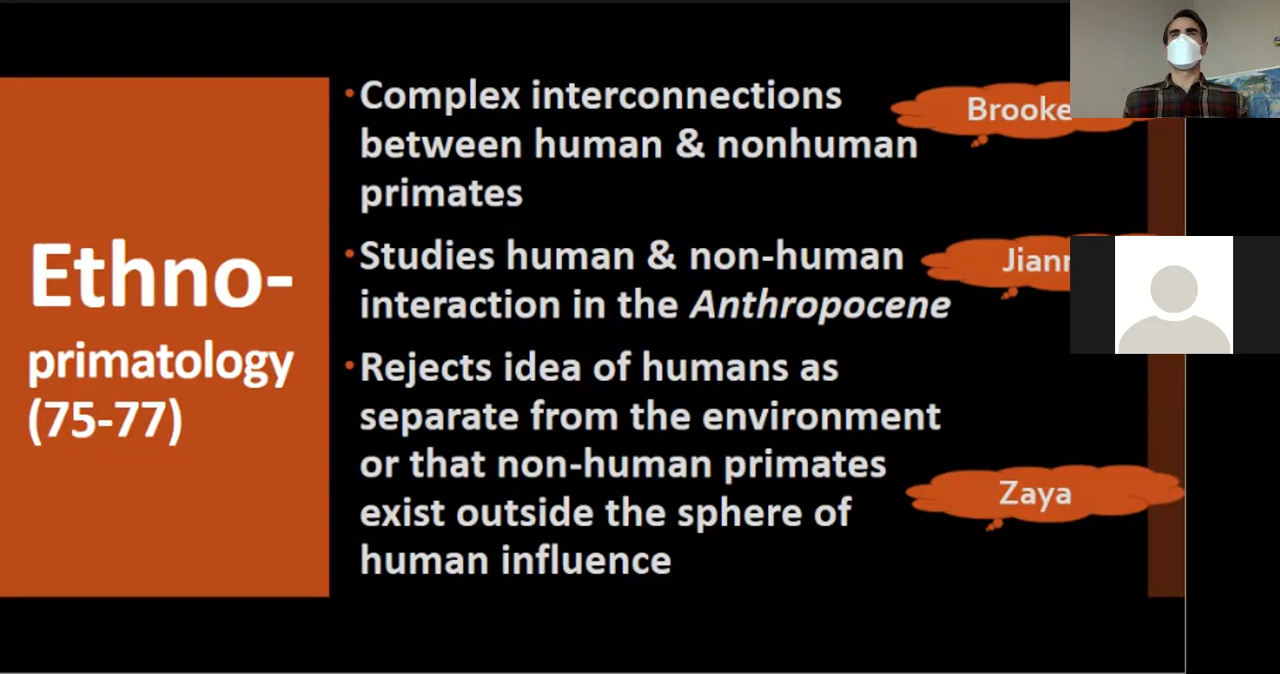 Ethno-
primatology
(75-77)
•Complex interconnections
between human & nonhuman
primates
•Studies human & non-human
interaction in the Anthropocene
•Rejects idea of humans as
separate from the environment
or that non-human primates
exist outside the sphere of
human influence
Brooke
Zaya